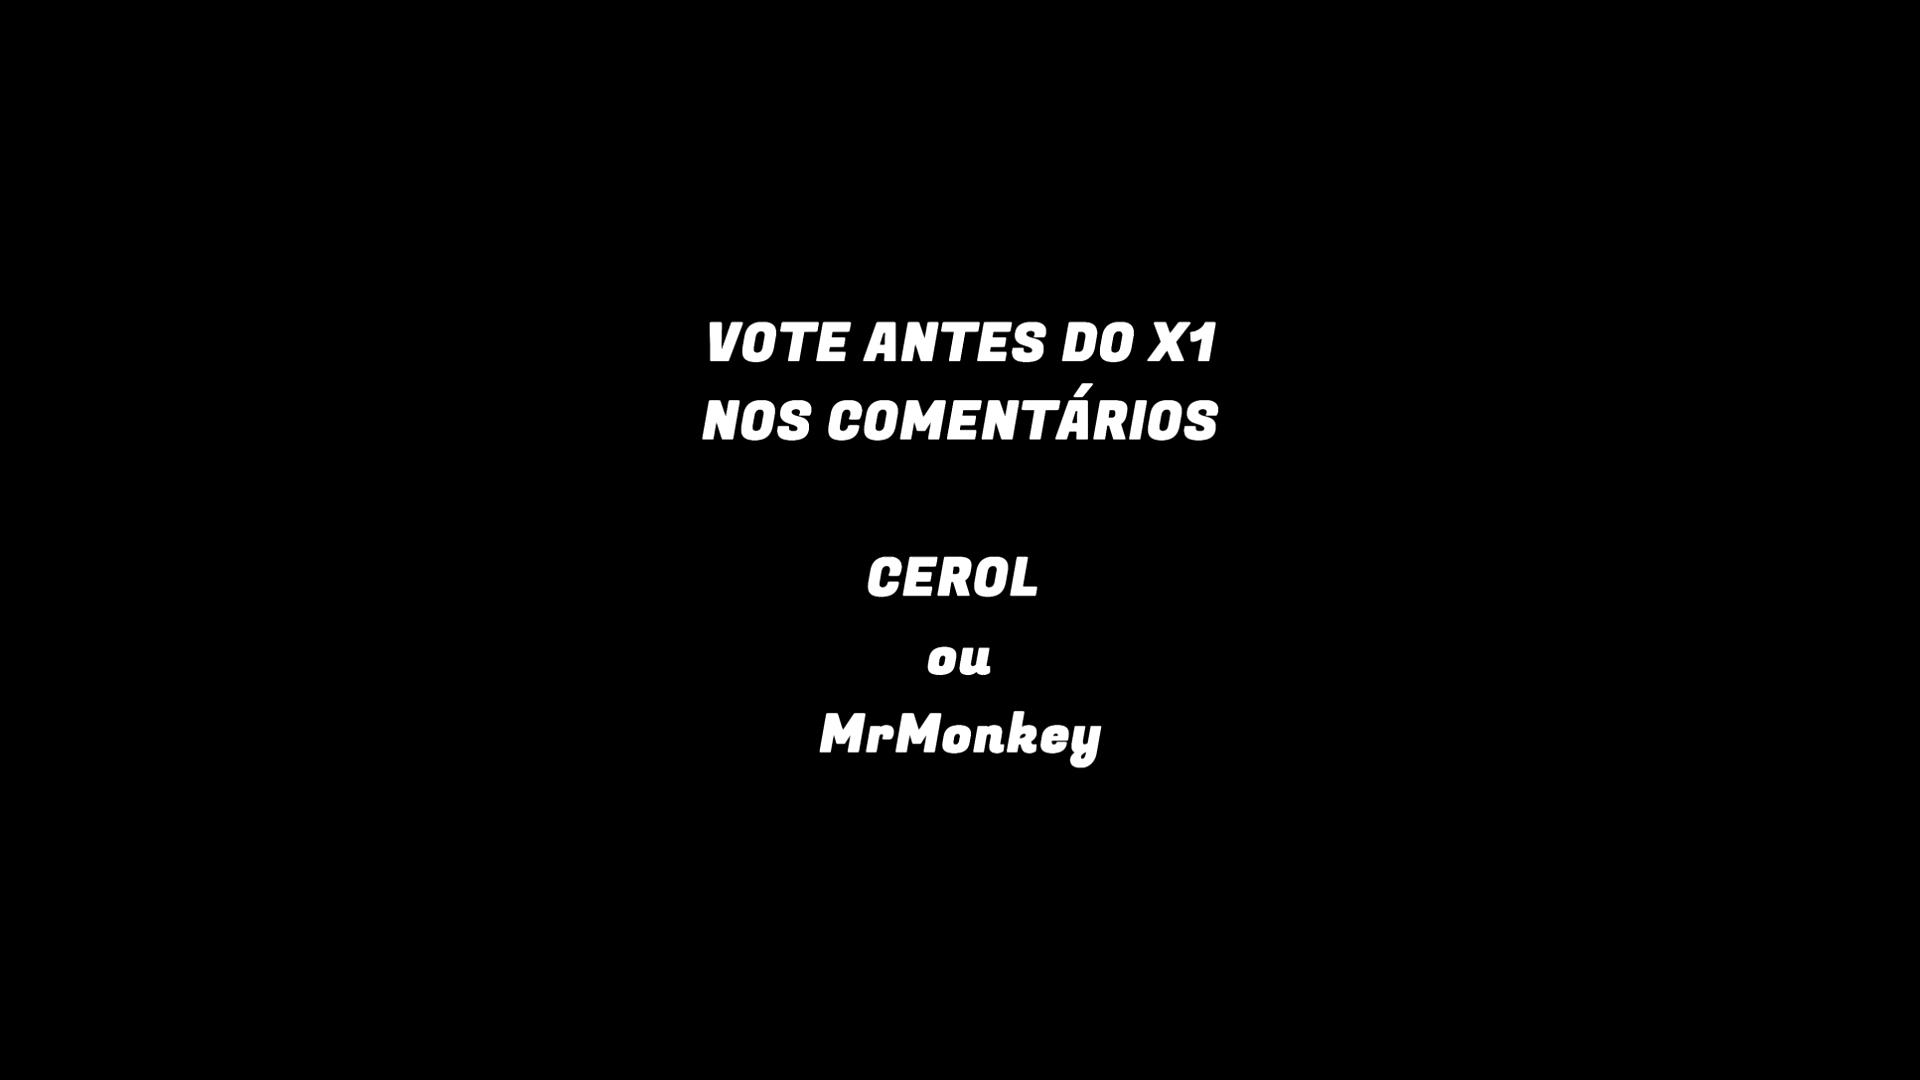 VOTE ANTES DO X1
NOS COMENTÁRIOS
CEROL
ou
MrMonkey